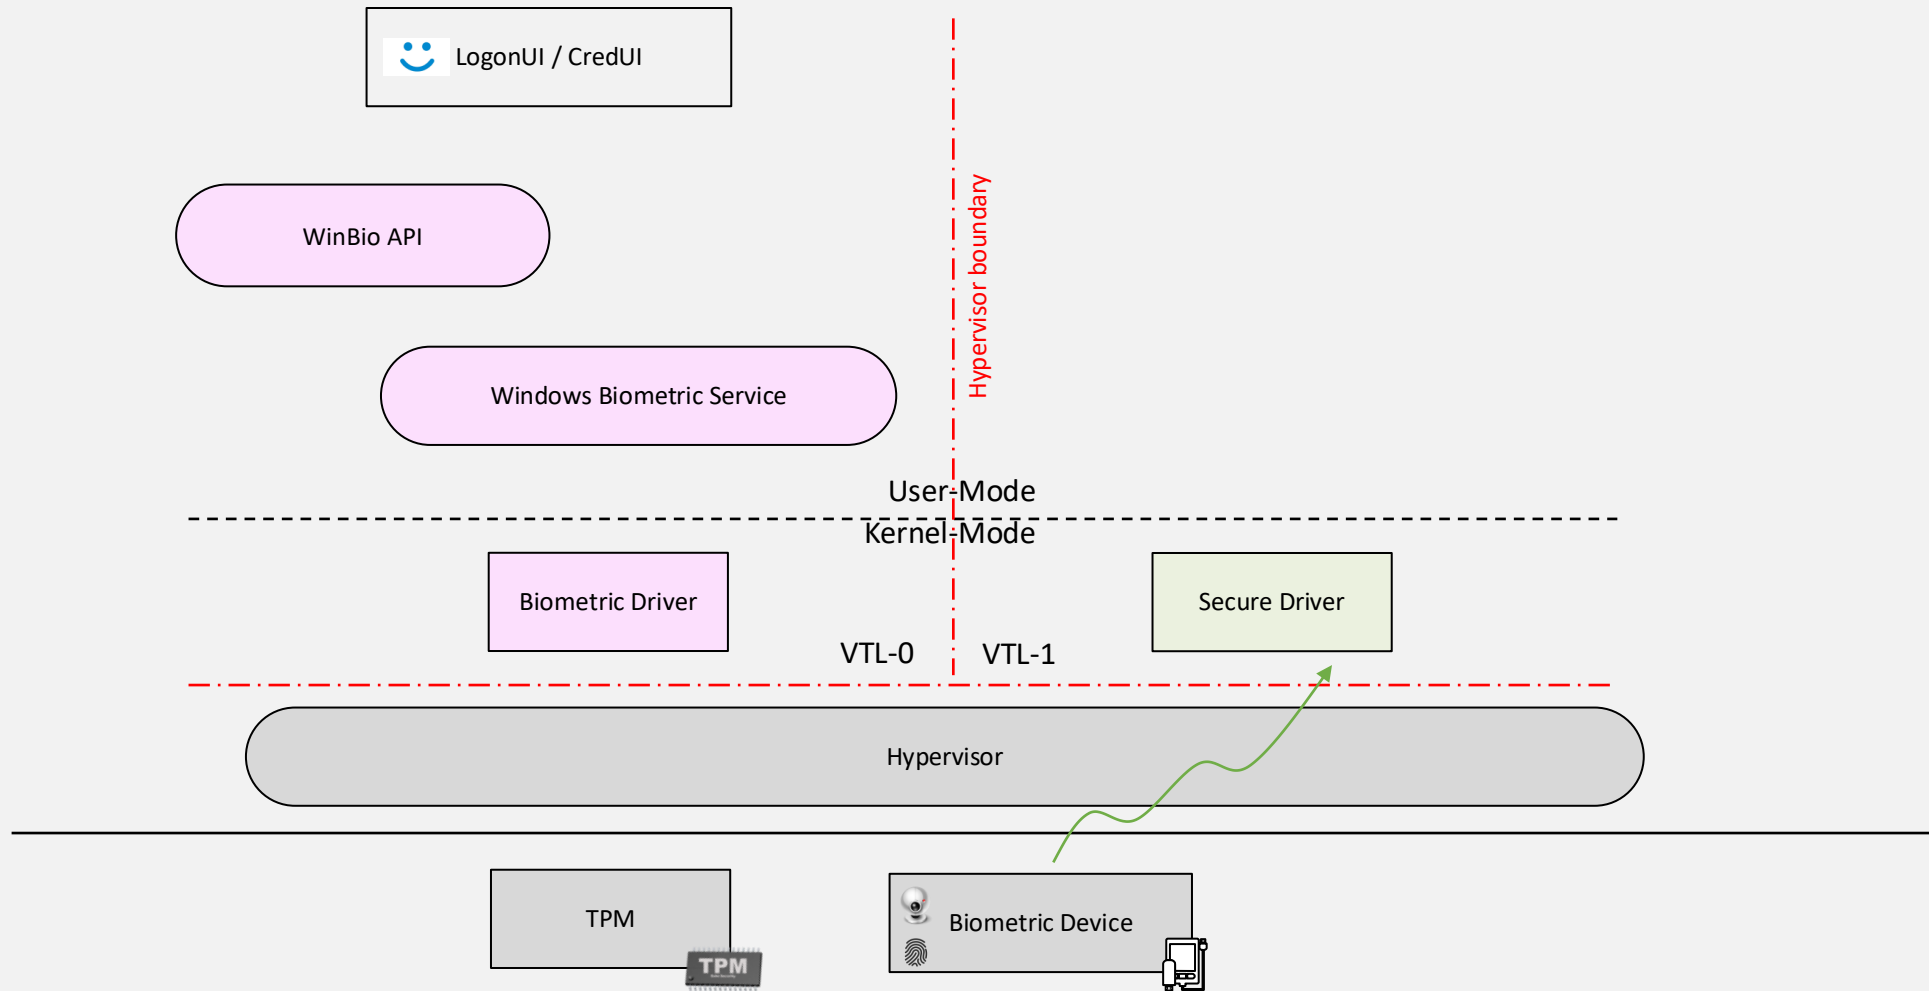 LogonUI / CredUI
WinBio API
Hypervisor boundary
Windows Biometric Service
User-Mode
Kernel-Mode
Biometric Driver
Secure Driver
VTL-0
VTL-1
Hypervisor
TPM
TPM
Biometric Device